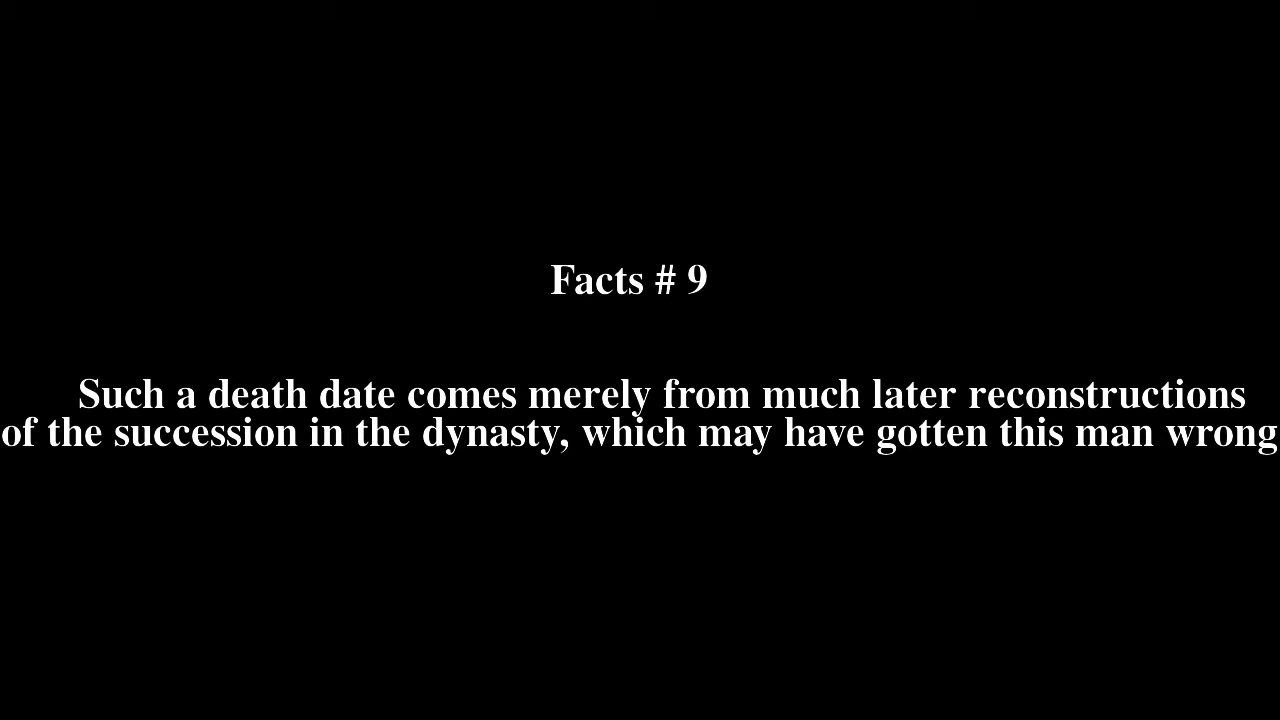 Facts # 9
Such a death date comes merely from much later reconstructions
of the succession in the dynasty, which may have gotten this man wrong